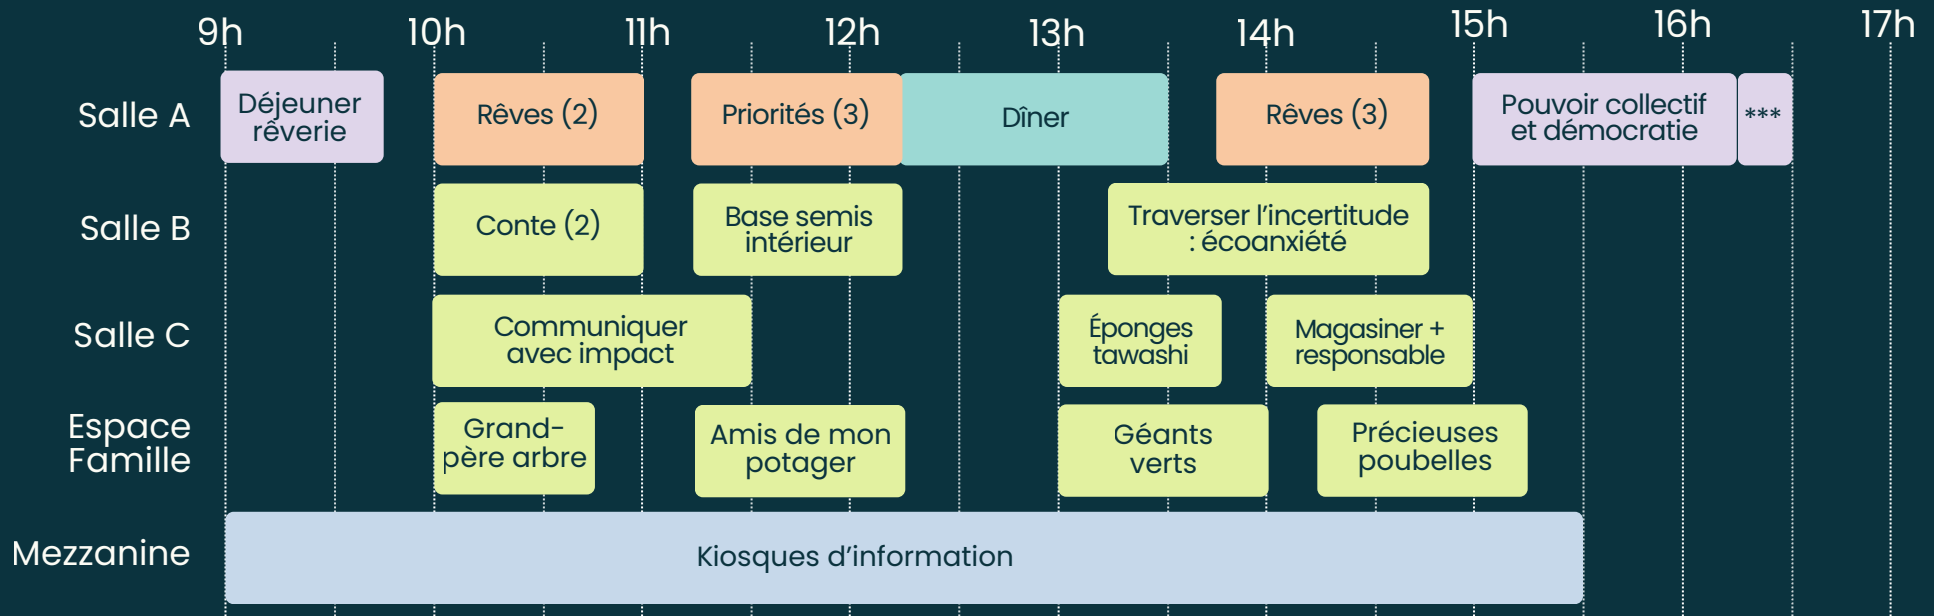 9h 10h 11h 12h 13h 14h 15h 16h 17h
Salle A
Déjeuner
rêverie
Rêves (2)
Priorités (3)
Dîner
Rêves (3)
Pouvoir collectif
et démocratie
***
Salle B
Conte (2)
Base semis
intérieur
Traverser l’incertitude
: écoanxiété
Salle C
Communiquer
avec impact
Éponges
tawashi
Magasiner +
responsable
Espace
Famille
Grand-
père arbre
Amis de mon
potager
Géants
verts
Précieuses
poubelles
Mezzanine
Kiosques d’information